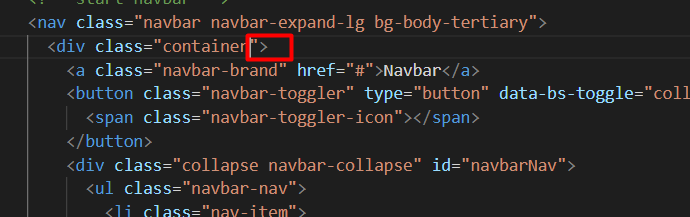 <!-- start navbar -->
<nav class="navbar navbar-expand-lg bg-body-tertiary">
<div class="container">
<a class="navbar-brand" href="#">Navbar</a>
<button class="navbar-toggler" type="button" data-bs-toggle="coll
<span class="navbar-toggler-icon"></span>
</button>
<div class="collapse navbar-collapse" id="navbarNav">
<ul class="navbar-nav">
<li class="nav-item">